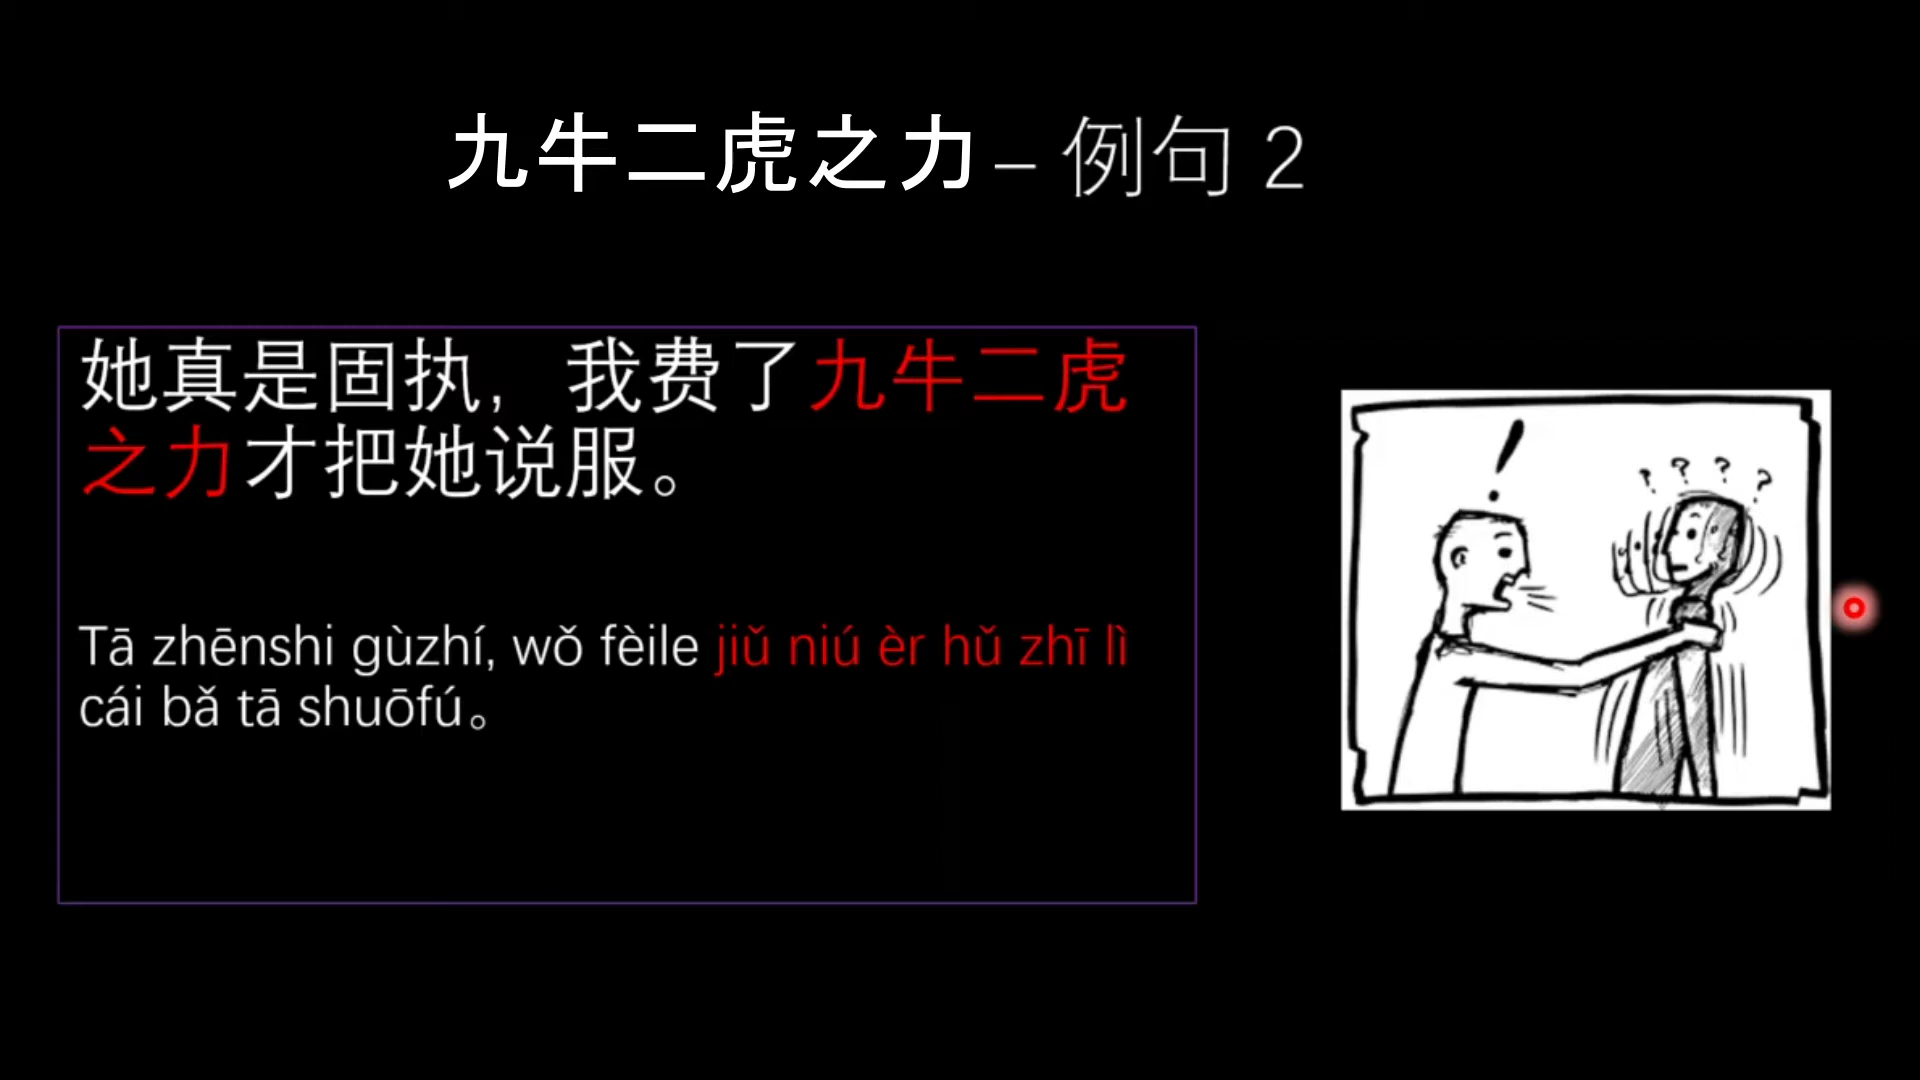 九牛二虎之力 – 例句 2
她真是固执，我费了九牛二虎
之力才把她说服。
Tā zhēnshi gùzhí, wǒ fèile jiǔ niú èr hǔ zhī lì
cái bǎ tā shuōfú。
!
? ? ? ?